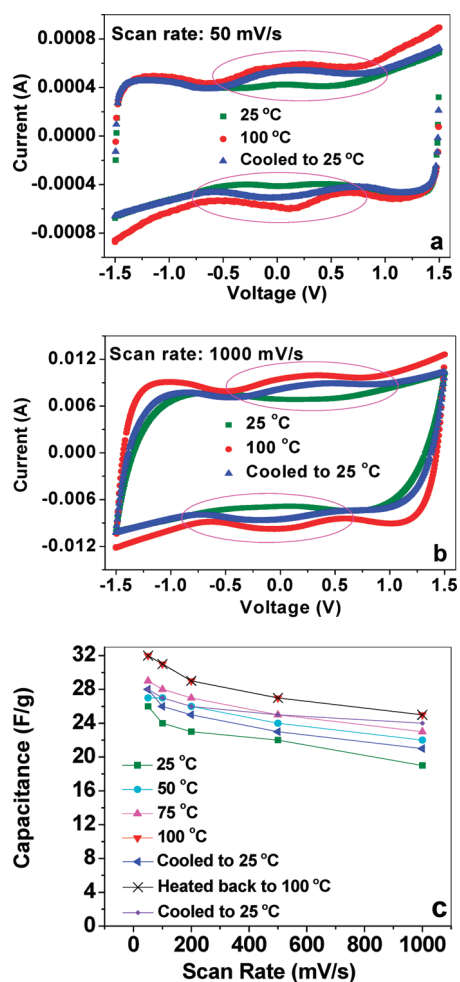 0.0008
0.0004
0.0000
-0.0004
-0.0008
Current (A)
Scan rate: 50 mV/s
25 °C
100 °C
Cooled to 25 °C
a
-1.5 -1.0 -0.5 0.0 0.5 1.0 1.5
Voltage (V)
0.012
0.006
0.000
-0.006
-0.012
Current (A)
Scan rate: 1000 mV/s
25 °C
100 °C
Cooled to 25 °C
b
-1.5 -1.0 -0.5 0.0 0.5 1.0 1.5
Voltage (V)
32
28
24
20
16
12
8
4
0
Capacitance (F/g)
25 °C
50 °C
75 °C
100 °C
Cooled to 25 °C
Heated back to 100 °C
Cooled to 25 °C
c
0 200 400 600 800 1000
Scan Rate (mV/s)